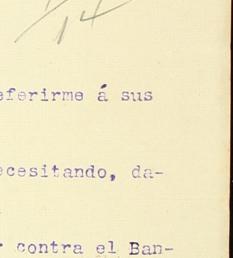 14
eferirme á sus
ecesitando, da-
r contra el Ban-